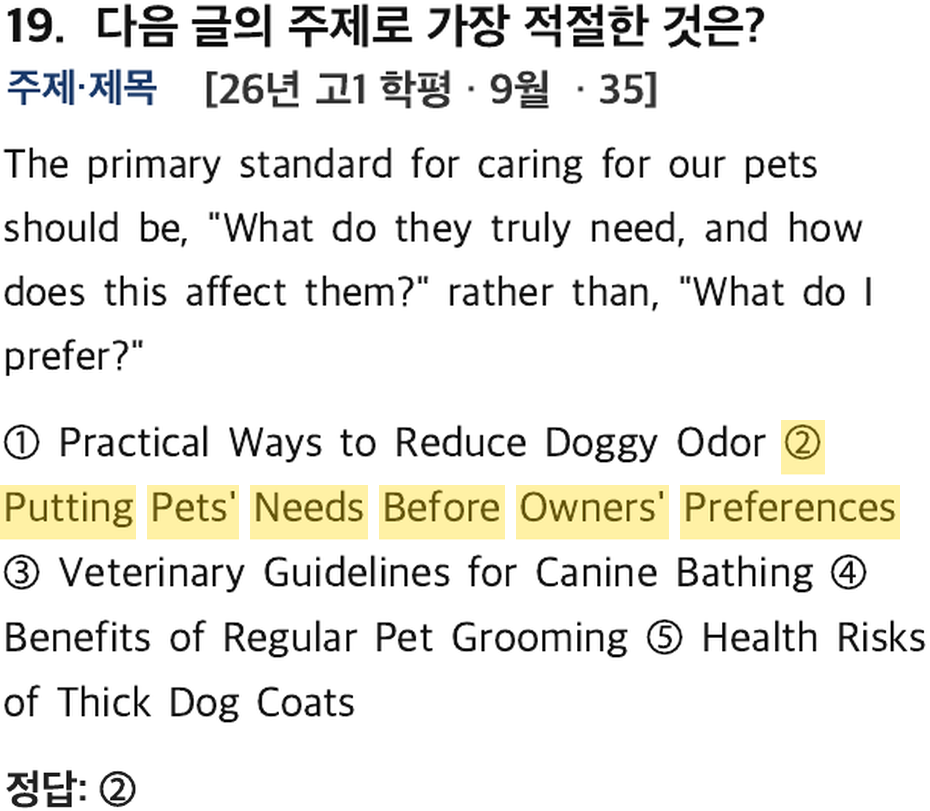 19. 다음 글의 주제로 가장 적절한 것은?
주제·제목 [26년 고1 학평 · 9월 · 35]
The primary standard for caring for our pets
should be, "What do they truly need, and how
does this affect them?" rather than, "What do I
prefer?"
① Practical Ways to Reduce Doggy Odor ②
Putting Pets' Needs Before Owners' Preferences
③ Veterinary Guidelines for Canine Bathing ④
Benefits of Regular Pet Grooming ⑤ Health Risks
of Thick Dog Coats
정답: ②